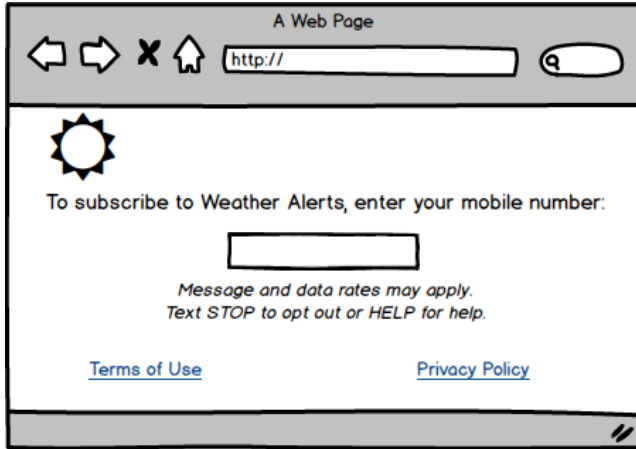 A Web Page
http://
To subscribe to Weather Alerts, enter your mobile number:
Message and data rates may apply.
Text STOP to opt out or HELP for help.
Terms of Use
Privacy Policy